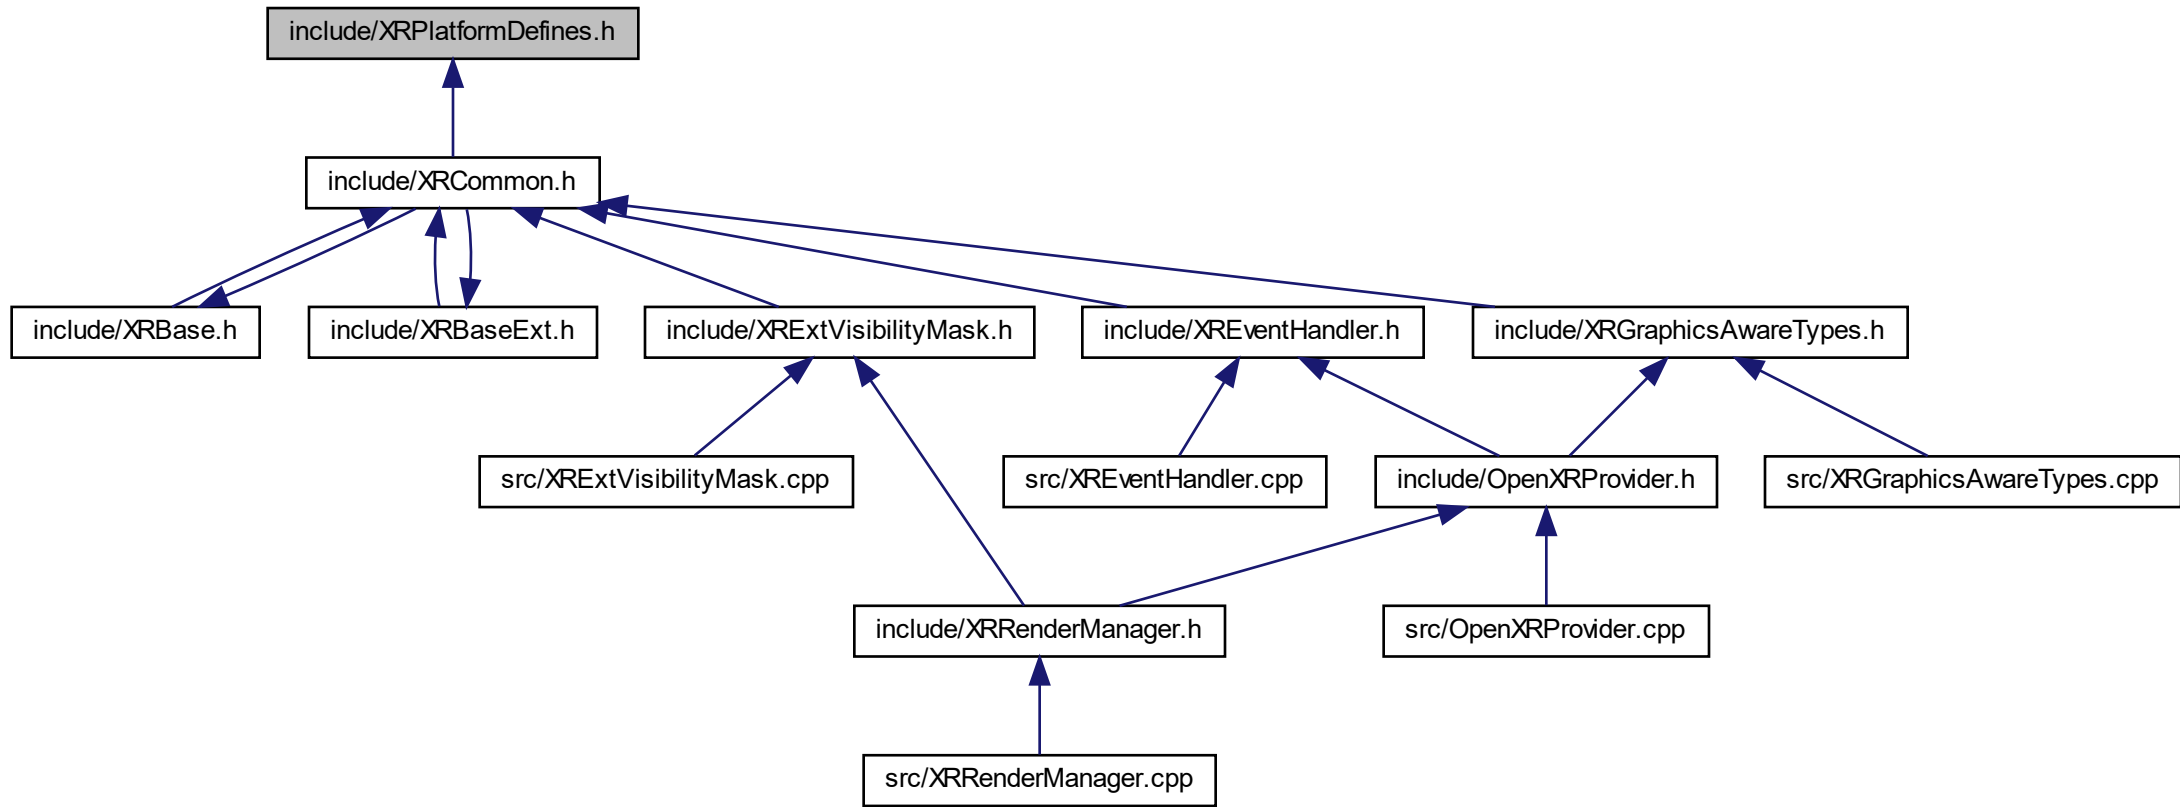 include/XRPlatformDefines.h
include/XRCommon.h
include/XRBase.h
include/XRBaseExt.h
include/XRExtVisibilityMask.h
include/XREventHandler.h
include/XRGraphicsAwareTypes.h
src/XRExtVisibilityMask.cpp
src/XREventHandler.cpp
include/OpenXRProvider.h
src/XRGraphicsAwareTypes.cpp
include/XRRenderManager.h
src/OpenXRProvider.cpp
src/XRRenderManager.cpp